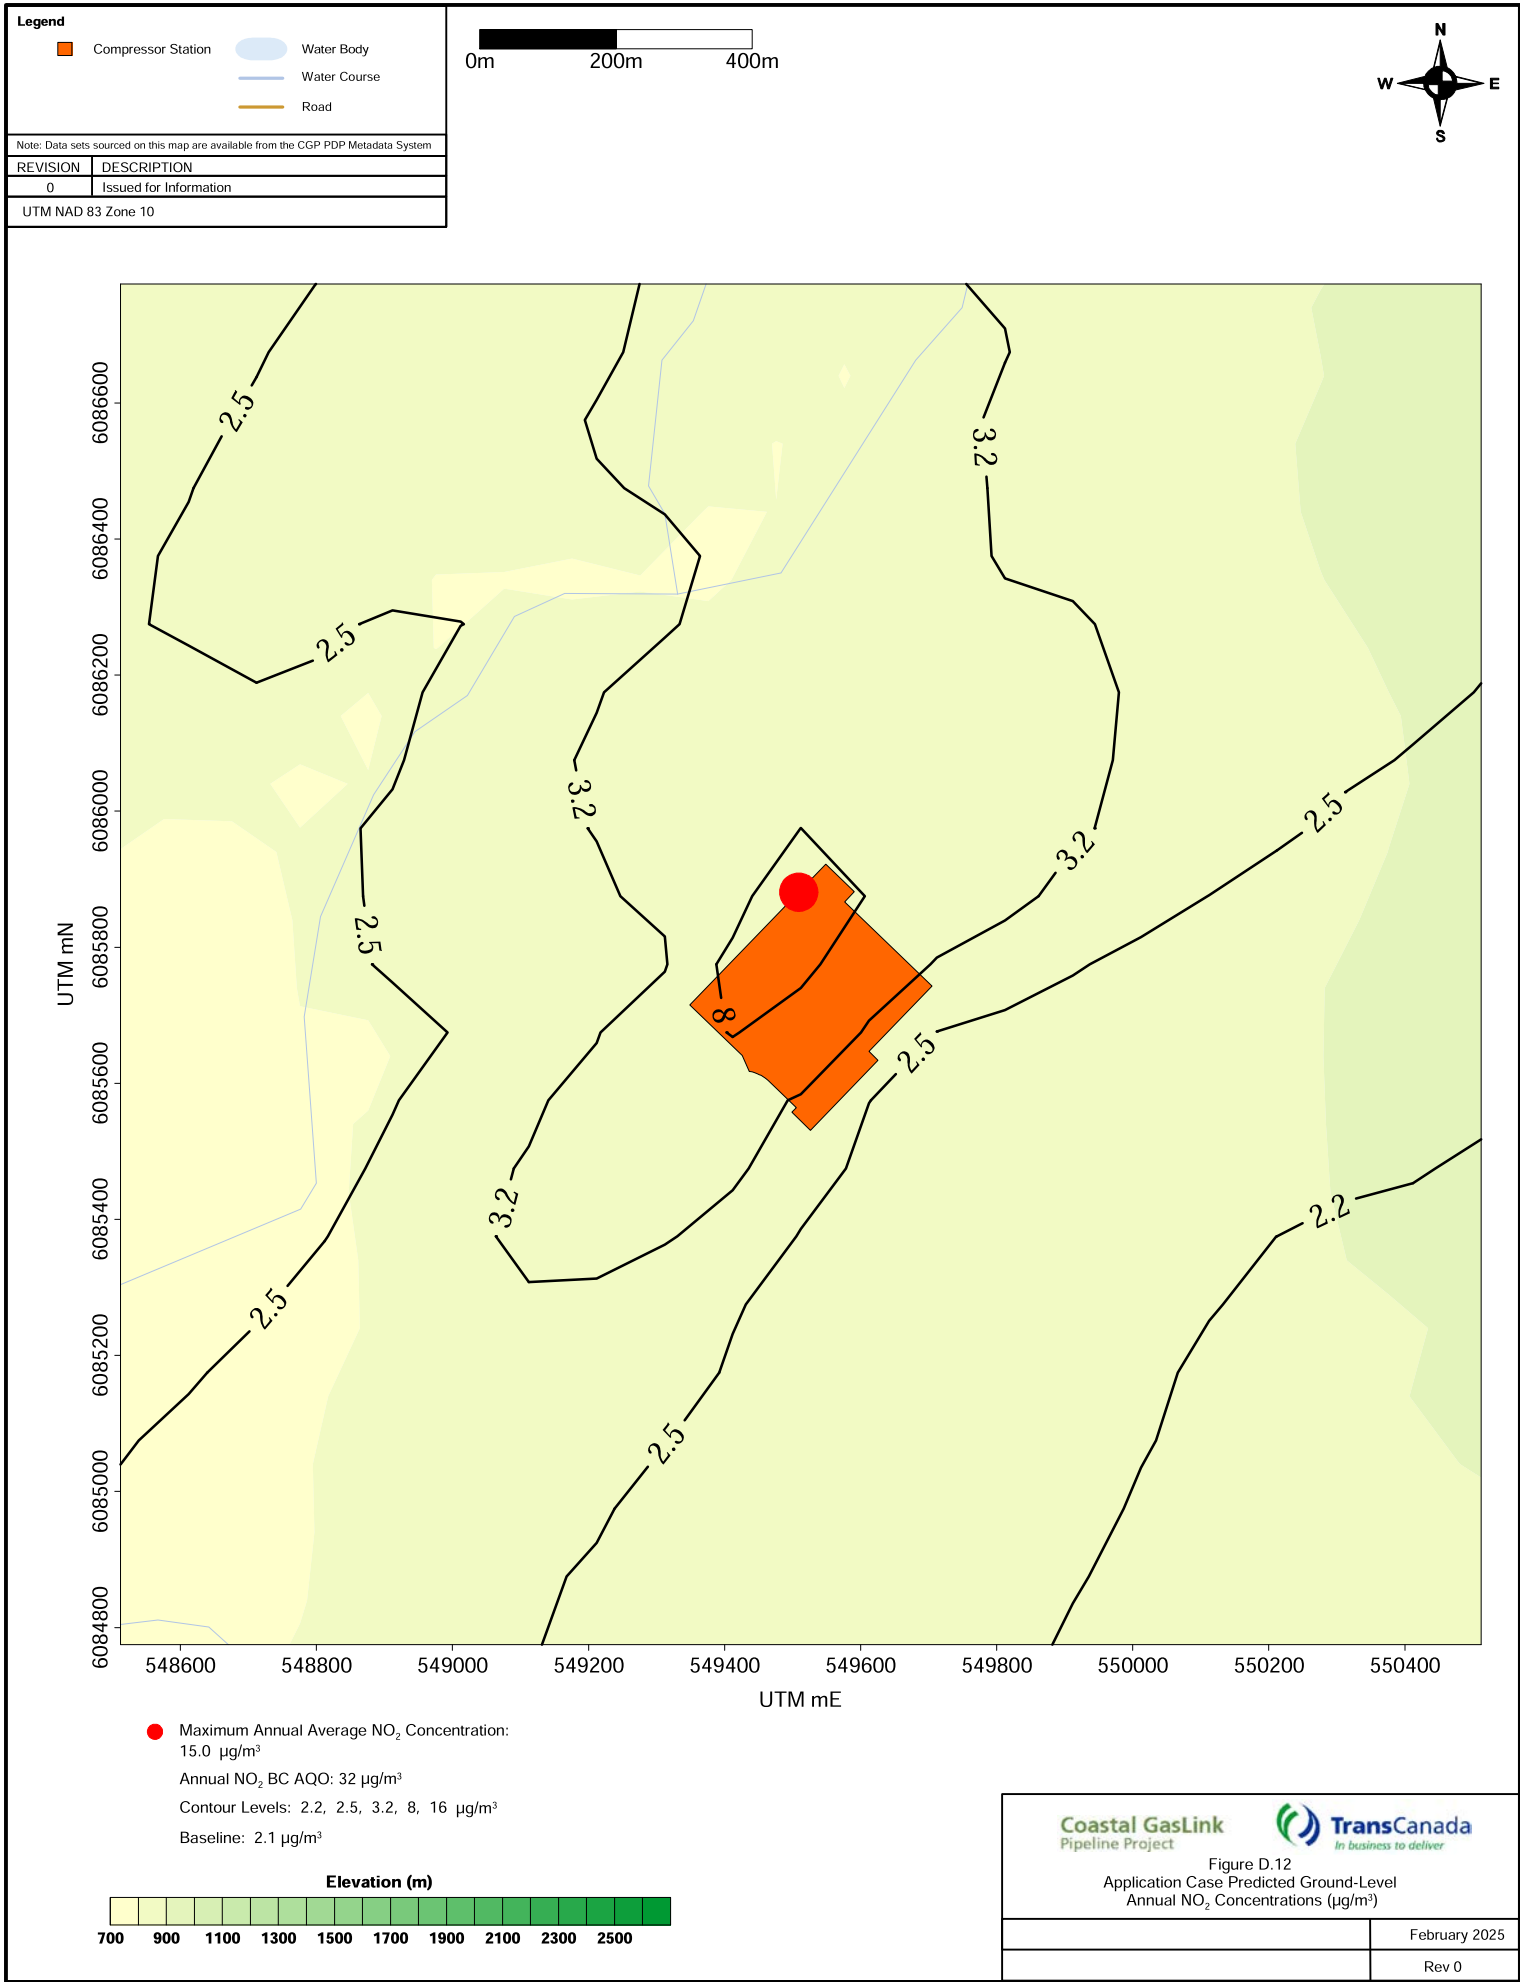 Legend
Compressor Station
Water Body
Water Course
Road
Note: Data sets sourced on this map are available from the CGP PDP Metadata System
REVISION DESCRIPTION
0 Issued for Information
UTM NAD 83 Zone 10
0m 200m 400m
N
W E
S
2.5
3.2
2.5
3.2
3.2
2.5
2.5
8
2.5
3.2
2.2
2.5
2.5
UTM mN
6086600
6086400
6086200
6086000
6085800
6085600
6085400
6085200
6085000
6084800
548600 548800 549000 549200 549400 549600 549800 550000 550200 550400
UTM mE
Maximum Annual Average NO₂ Concentration:
15.0 µg/m³
Annual NO₂ BC AQO: 32 µg/m³
Contour Levels: 2.2, 2.5, 3.2, 8, 16 µg/m³
Baseline: 2.1 µg/m³
Elevation (m)
700 900 1100 1300 1500 1700 1900 2100 2300 2500
Coastal GasLink
Pipeline Project
TransCanada
In business to deliver
Figure D.12
Application Case Predicted Ground-Level
Annual NO₂ Concentrations (µg/m³)
February 2025
Rev 0